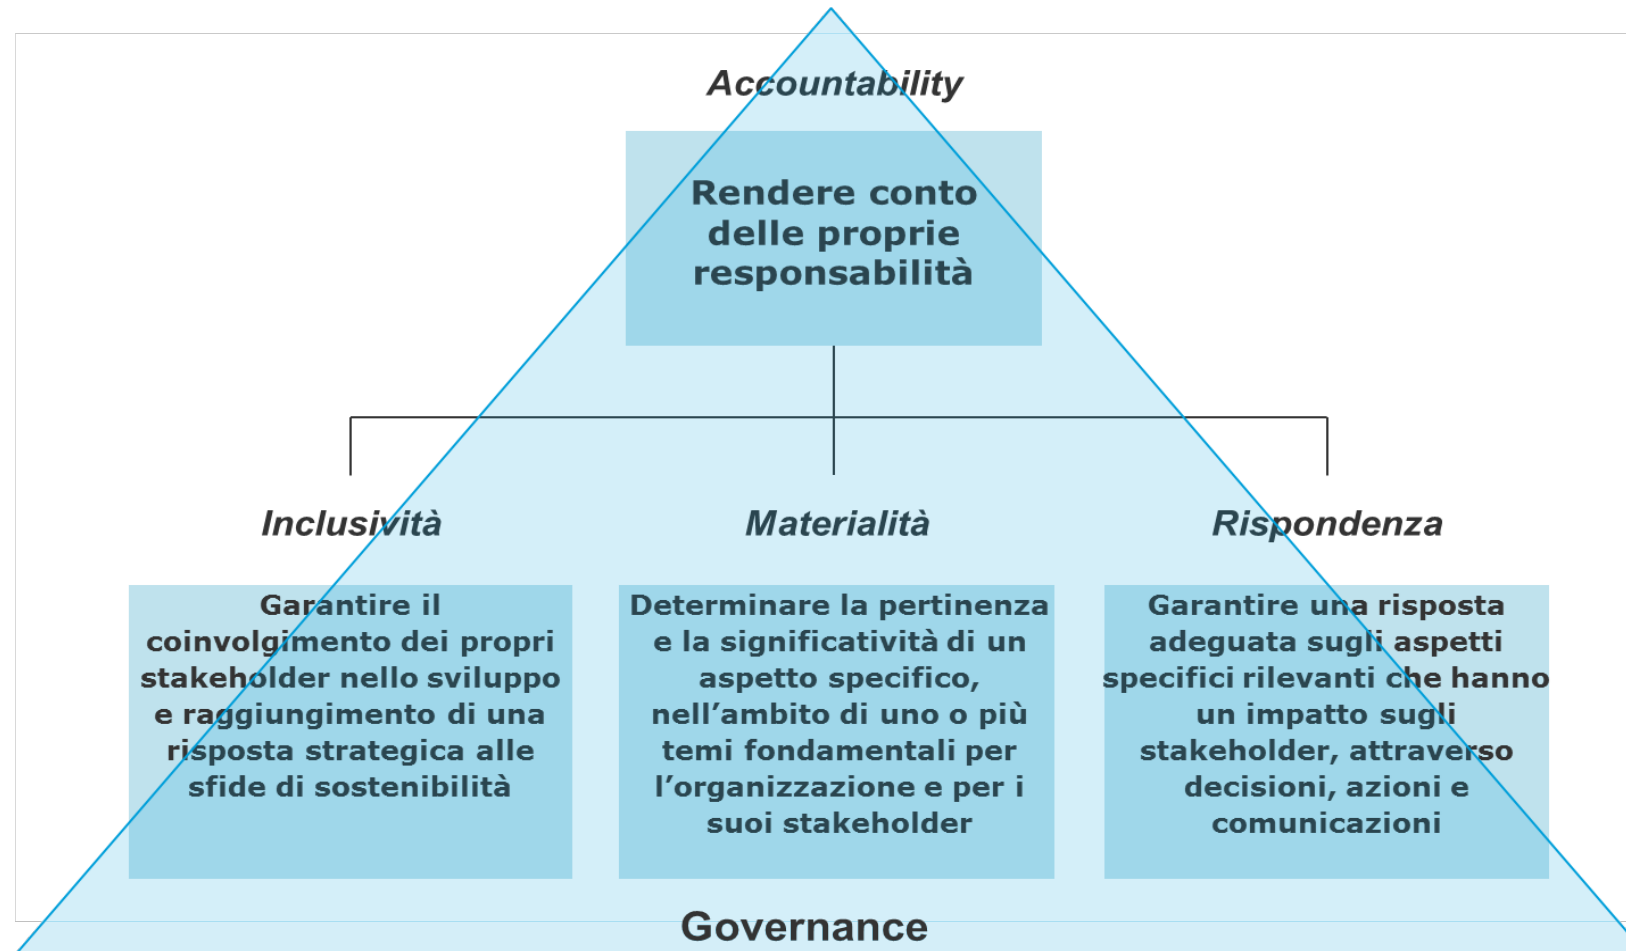 Accountability
Rendere conto
delle proprie
responsabilità
Inclusività
Garantire il
coinvolgimento dei propri
stakeholder nello sviluppo
e raggiungimento di una
risposta strategica alle
sfide di sostenibilità
Materialità
Determinare la pertinenza
e la significatività di un
aspetto specifico,
nell’ambito di uno o più
temi fondamentali per
l’organizzazione e per i
suoi stakeholder
Rispondenza
Garantire una risposta
adeguata sugli aspetti
specifici rilevanti che hanno
un impatto sugli
stakeholder, attraverso
decisioni, azioni e
comunicazioni
Governance